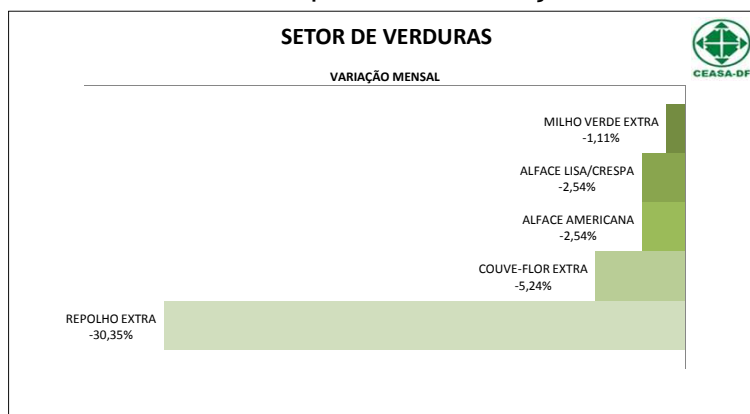 SETOR DE VERDURAS
CEASA-DF
VARIAÇÃO MENSAL
MILHO VERDE EXTRA
-1,11%
ALFACE LISA/CRESPA
-2,54%
ALFACE AMERICANA
-2,54%
COUVE-FLOR EXTRA
-5,24%
REPOLHO EXTRA
-30,35%